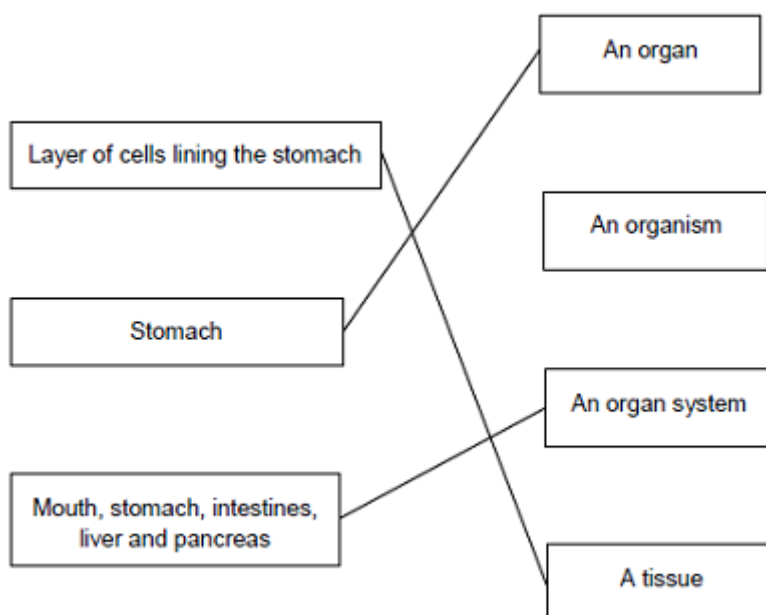 An organ
Layer of cells lining the stomach
An organism
Stomach
An organ system
Mouth, stomach, intestines,
liver and pancreas
A tissue